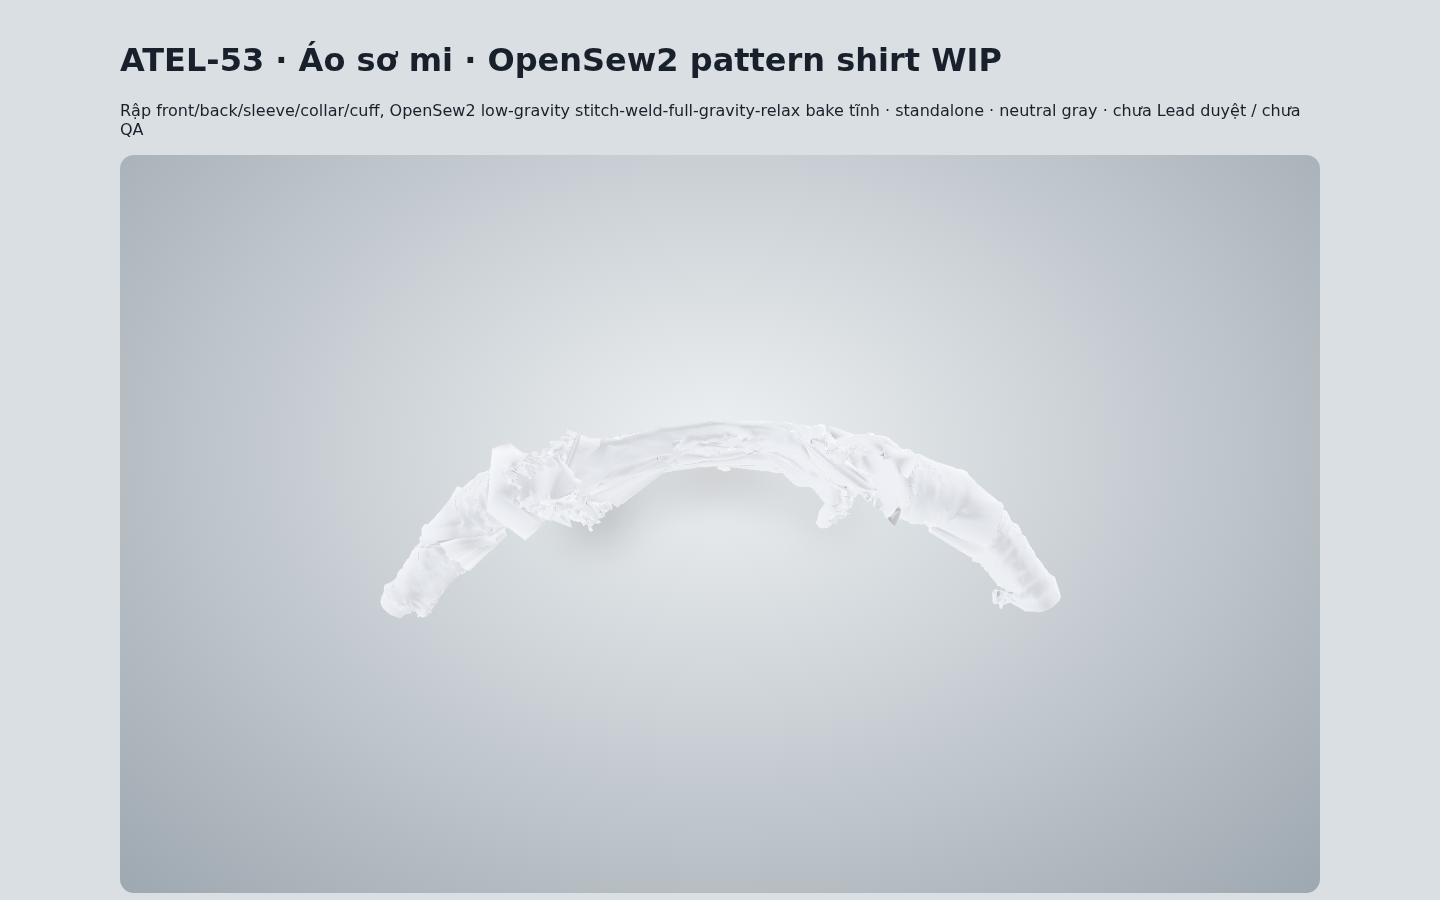 ATEL-53 · Áo sơ mi · OpenSew2 pattern shirt WIP
Rập front/back/sleeve/collar/cuff, OpenSew2 low-gravity stitch-weld-full-gravity-relax bake tĩnh · standalone · neutral gray · chưa Lead duyệt / chưa
QA